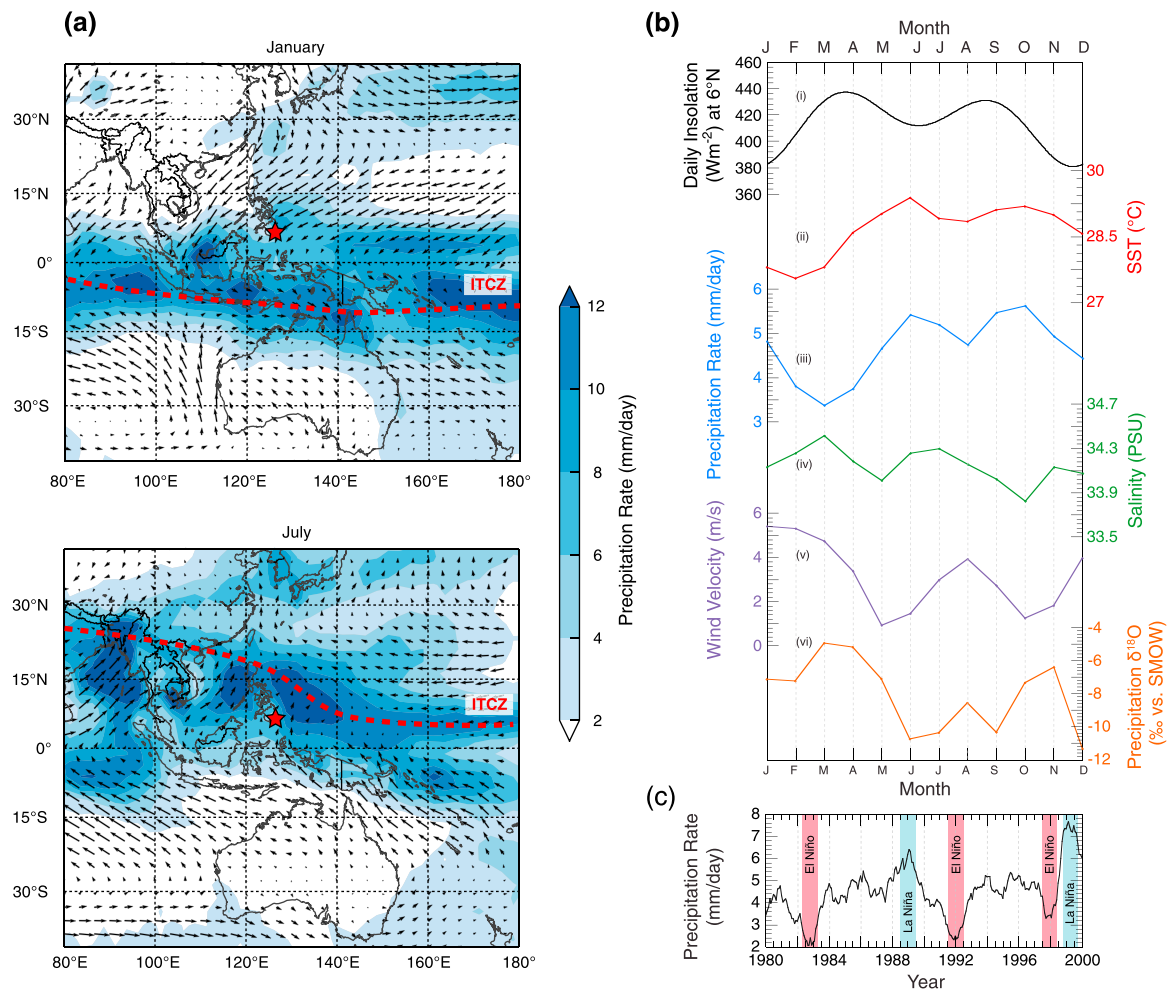 (a)
January
30°N
15°N
0°
15°S
30°S
ITCZ
80°E 100°E 120°E 140°E 160°E 180°
July
30°N
15°N
0°
15°S
30°S
ITCZ
80°E 100°E 120°E 140°E 160°E 180°
12
10
8
6
4
2
Precipitation Rate (mm/day)
(b)
Month
J F M A M J J A S O N D
460
440
420
400
380
360
Daily Insolation
(Wm-2) at 6°N
(i)
30
28.5
27
SST (°C)
(ii)
6
5
4
3
Precipitation Rate (mm/day)
(iii)
34.7
34.3
33.9
33.5
Salinity (PSU)
(iv)
6
4
2
0
Wind Velocity (m/s)
(v)
-4
-6
-8
-10
-12
Precipitation δ18O
(‰ vs. SMOW)
(vi)
J F M A M J J A S O N D
Month
(c)
8
7
6
5
4
3
2
Precipitation Rate
(mm/day)
El Niño
La Niña
El Niño
El Niño
La Niña
1980 1984 1988 1992 1996 2000
Year